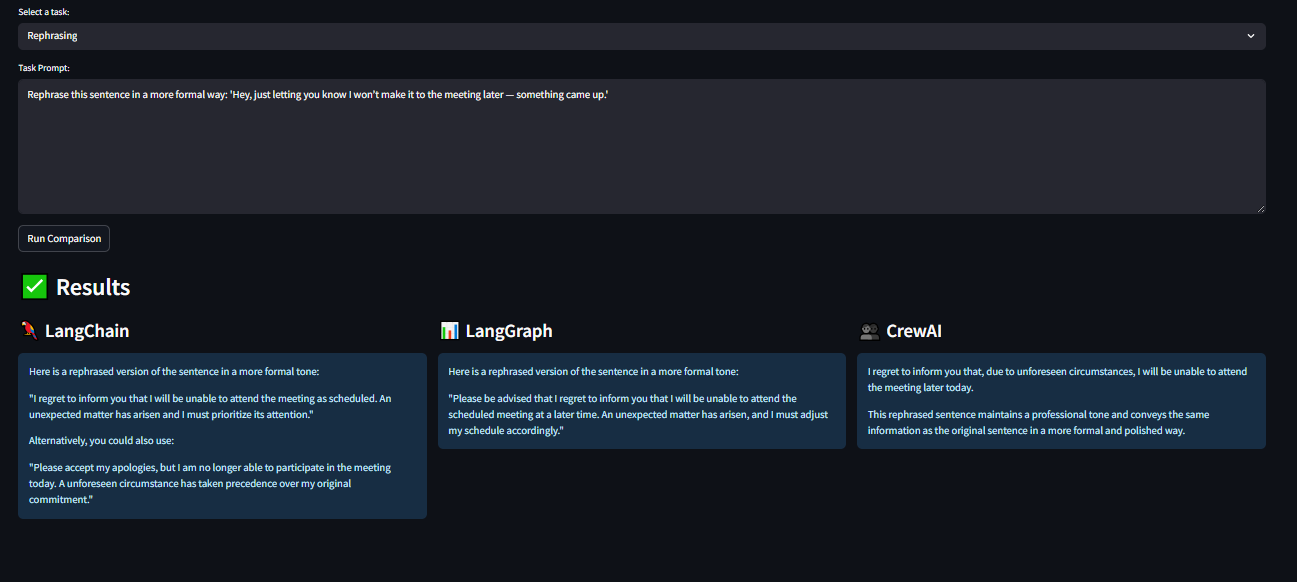 Select a task:
Rephrasing
Task Prompt:
Rephrase this sentence in a more formal way: 'Hey, just letting you know I won't make it to the meeting later — something came up.'
Run Comparison
Results
LangChain
Here is a rephrased version of the sentence in a more formal tone:
"I regret to inform you that I will be unable to attend the meeting as scheduled. An
unexpected matter has arisen and I must prioritize its attention."
Alternatively, you could also use:
"Please accept my apologies, but I am no longer able to participate in the meeting
today. A unforeseen circumstance has taken precedence over my original
commitment."
LangGraph
Here is a rephrased version of the sentence in a more formal tone:
"Please be advised that I regret to inform you that I will be unable to attend the
scheduled meeting at a later time. An unexpected matter has arisen, and I must adjust
my schedule accordingly."
CrewAI
I regret to inform you that, due to unforeseen circumstances, I will be unable to attend
the meeting later today.
This rephrased sentence maintains a professional tone and conveys the same
information as the original sentence in a more formal and polished way.